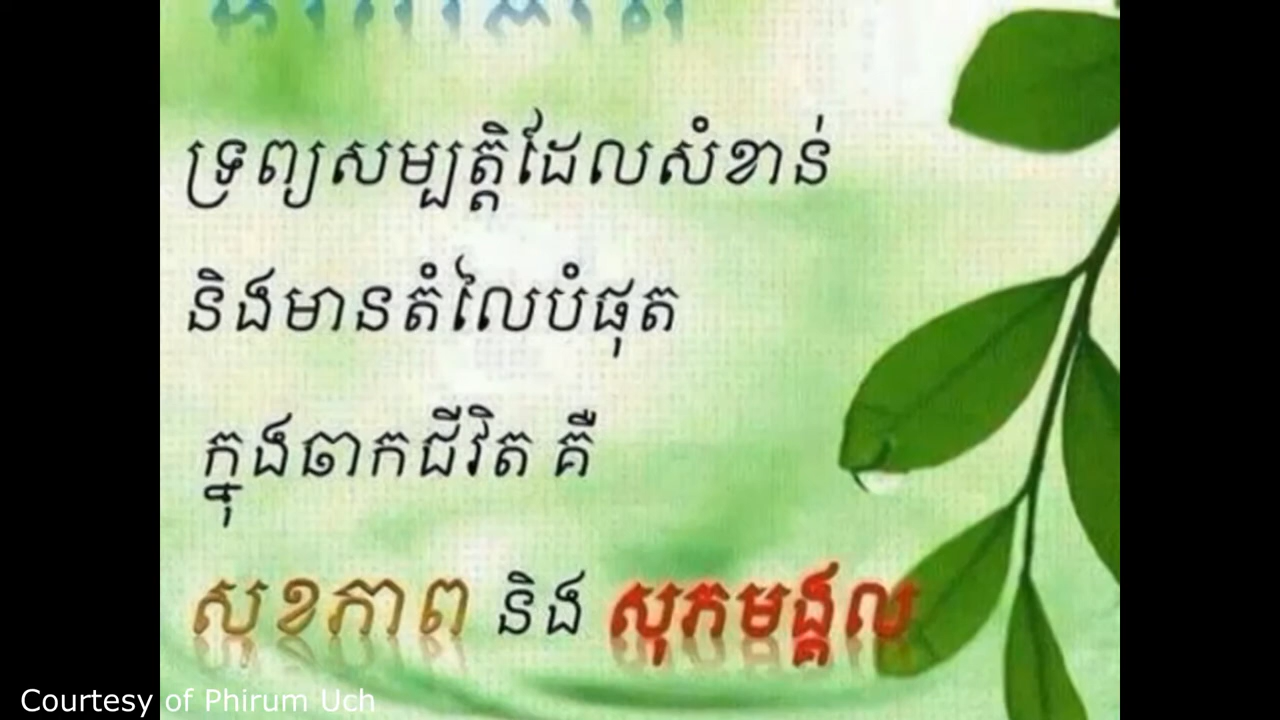 ទ្រព្យសម្បត្តិដែលសំខាន់
និងមានតំលៃបំផុត
ក្នុងឆាកជីវិត គឺ
សុខភាព និង សុភមង្គល
Courtesy of Phirum Uch